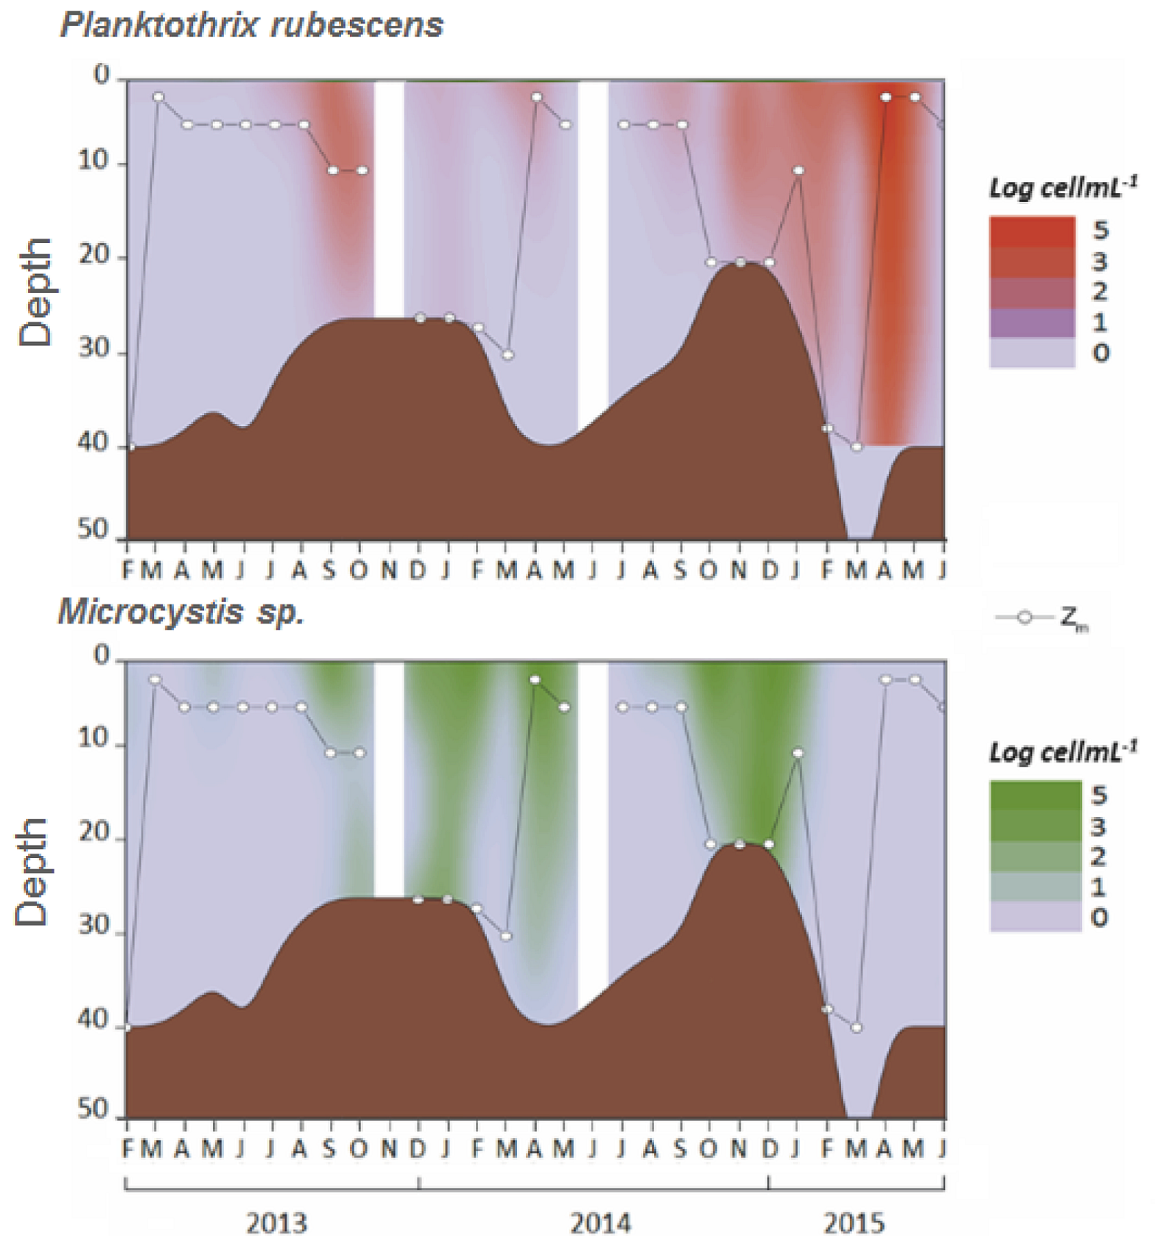 Planktothrix rubescens
0
10
20
30
40
50
Depth
F M A M J J A S O N D J F M A M J J A S O N D J F M A M J
Log cellmL-1
5
3
2
1
0
Zm
Microcystis sp.
0
10
20
30
40
50
Depth
F M A M J J A S O N D J F M A M J J A S O N D J F M A M J
2013 2014 2015
Log cellmL-1
5
3
2
1
0